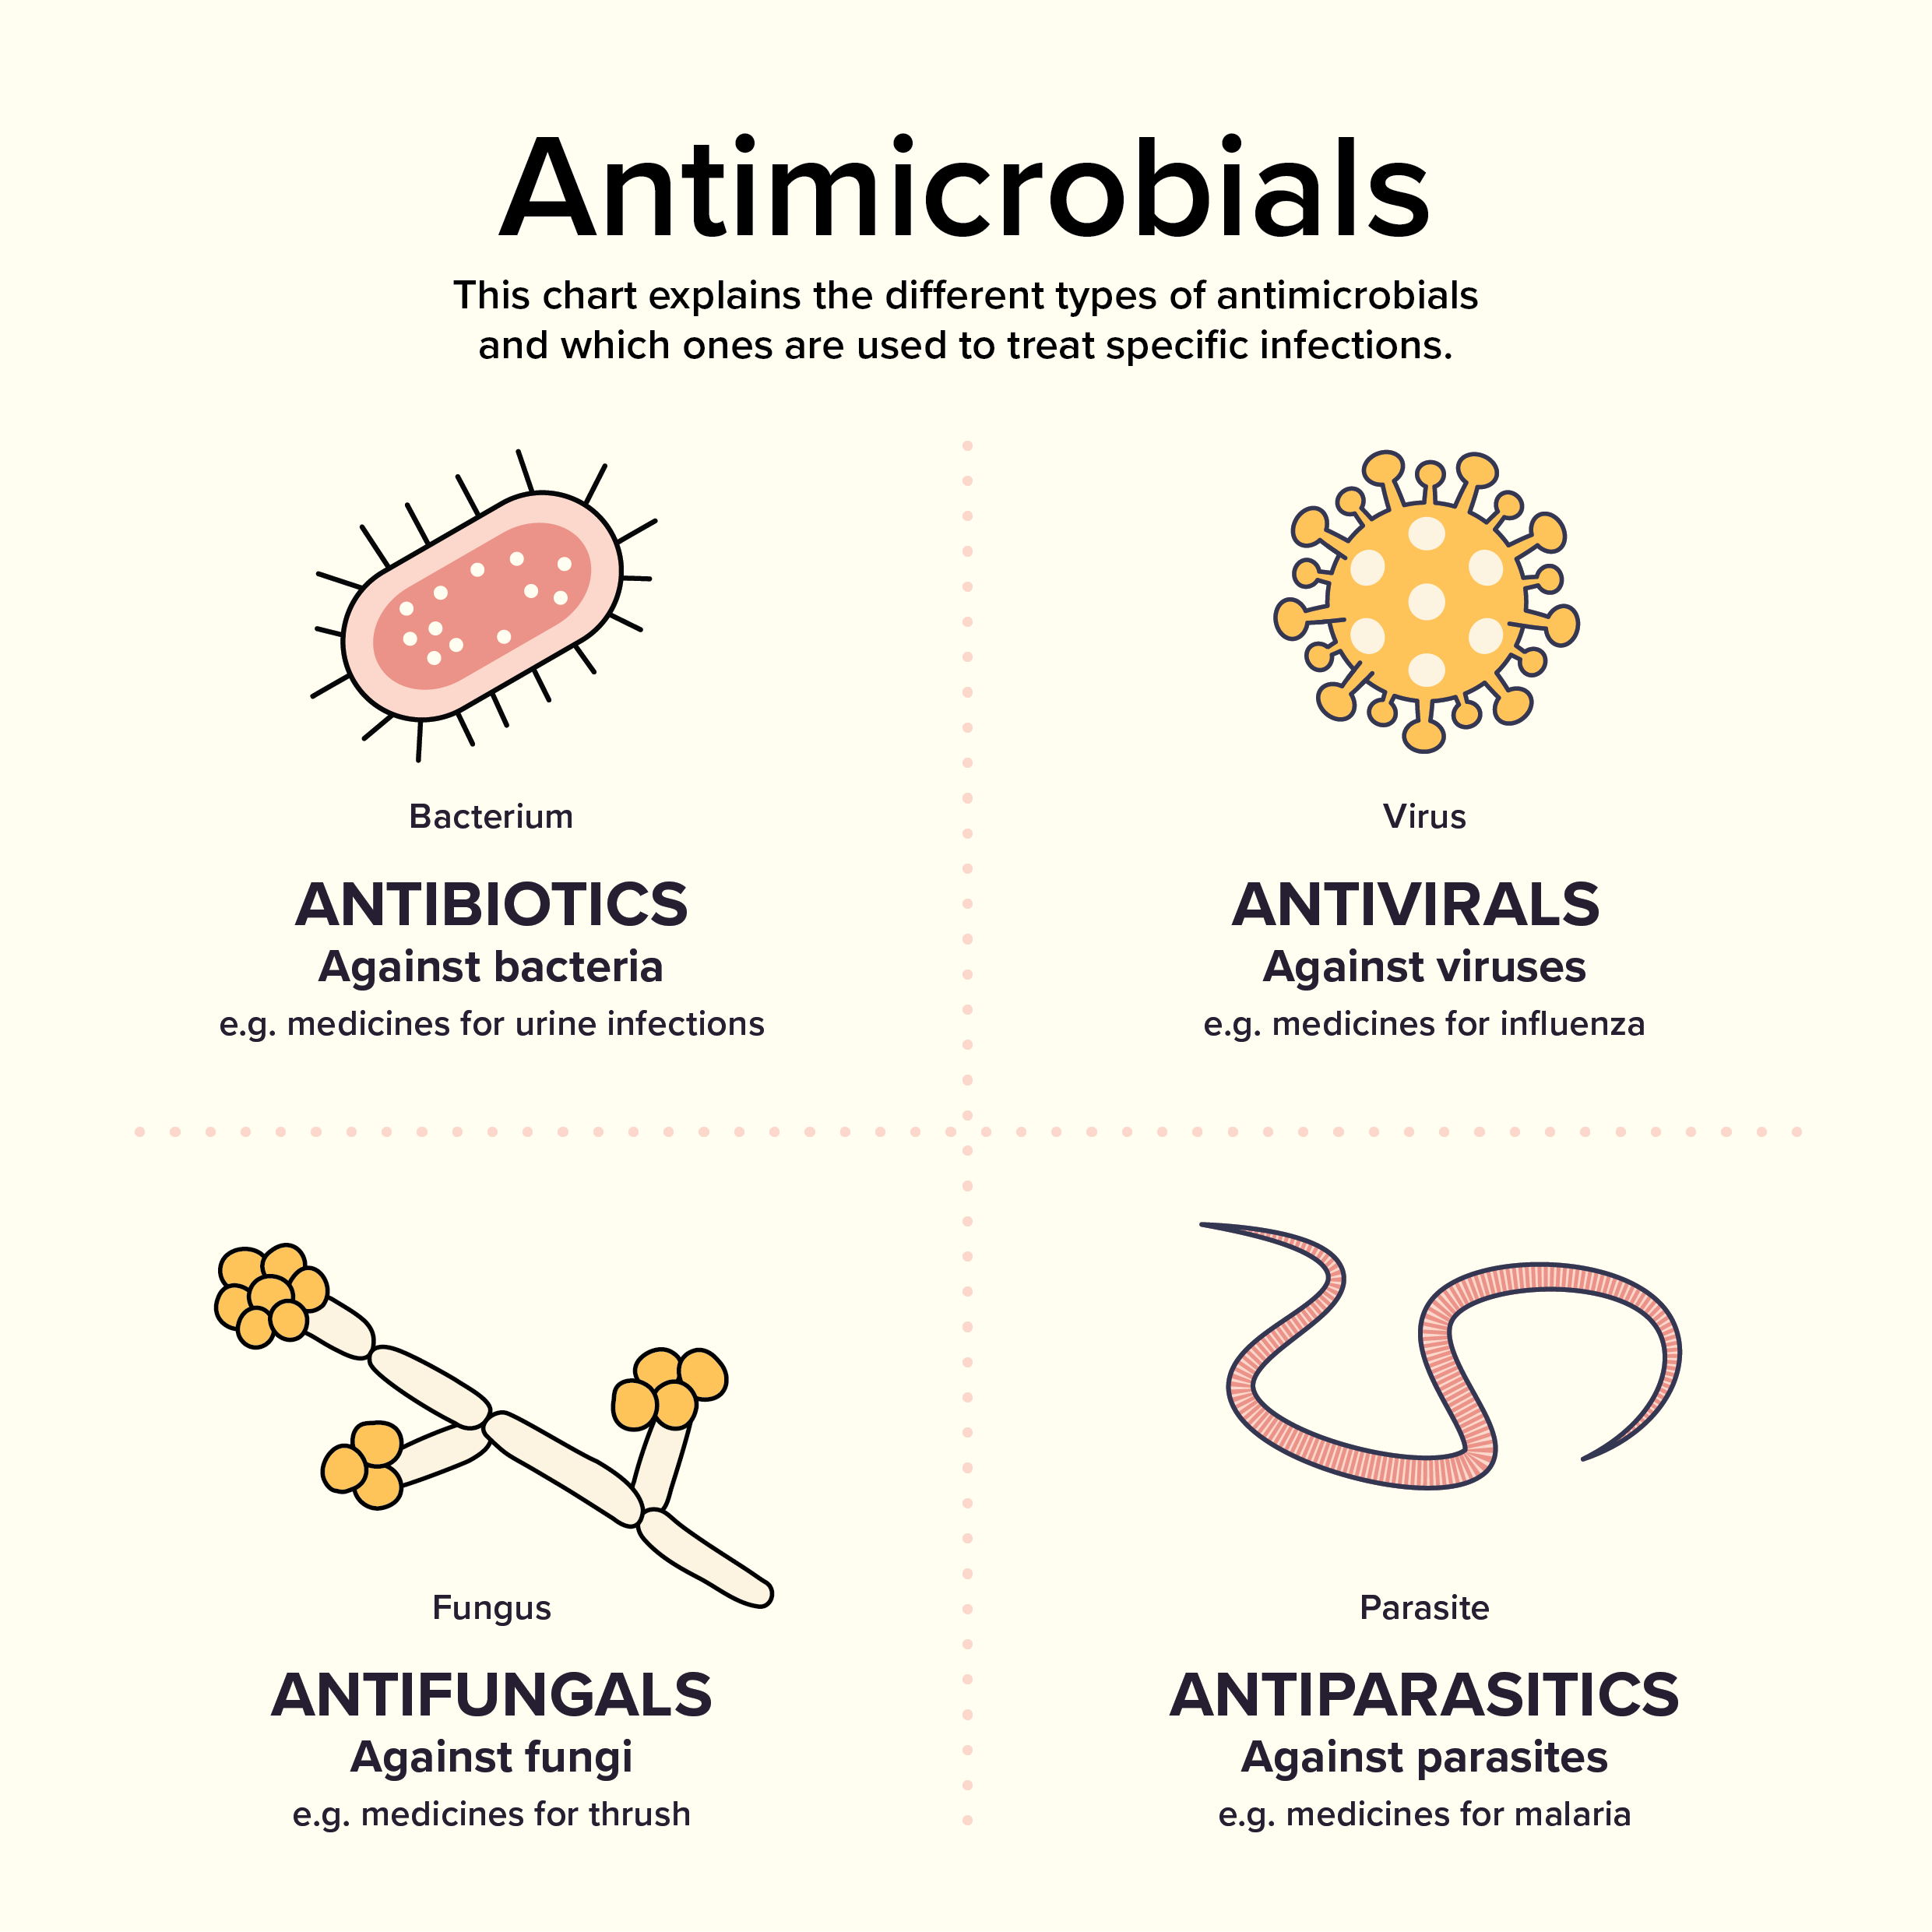 Antimicrobials
This chart explains the different types of antimicrobials
and which ones are used to treat specific infections.
Bacterium
ANTIBIOTICS
Against bacteria
e.g. medicines for urine infections
Virus
ANTIVIRALS
Against viruses
e.g. medicines for influenza
Fungus
ANTIFUNGALS
Against fungi
e.g. medicines for thrush
Parasite
ANTIPARASITICS
Against parasites
e.g. medicines for malaria